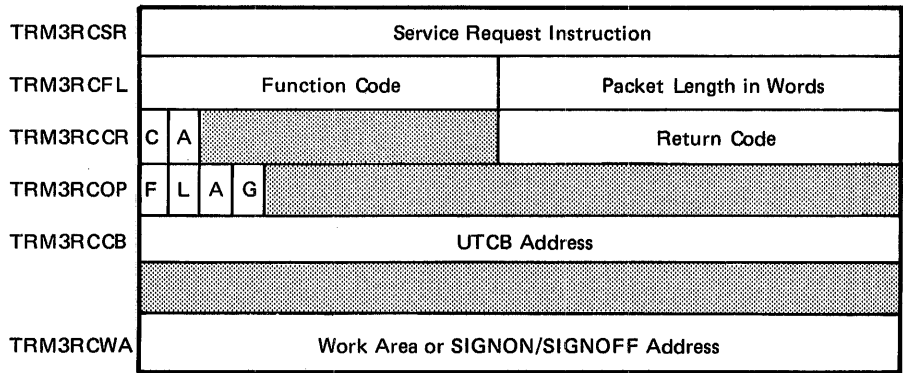 TRM3RCSR Service Request Instruction
TRM3RCFL Function Code Packet Length in Words
TRM3RCCR C A Return Code
TRM3RCOP F L A G
TRM3RCCB UTCB Address
TRM3RCWA Work Area or SIGNON/SIGNOFF Address